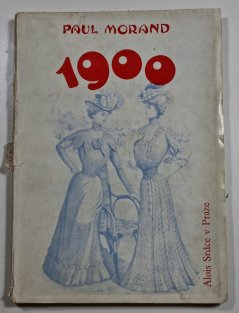 PAUL MORAND
1900
Alois Srdce v Praze